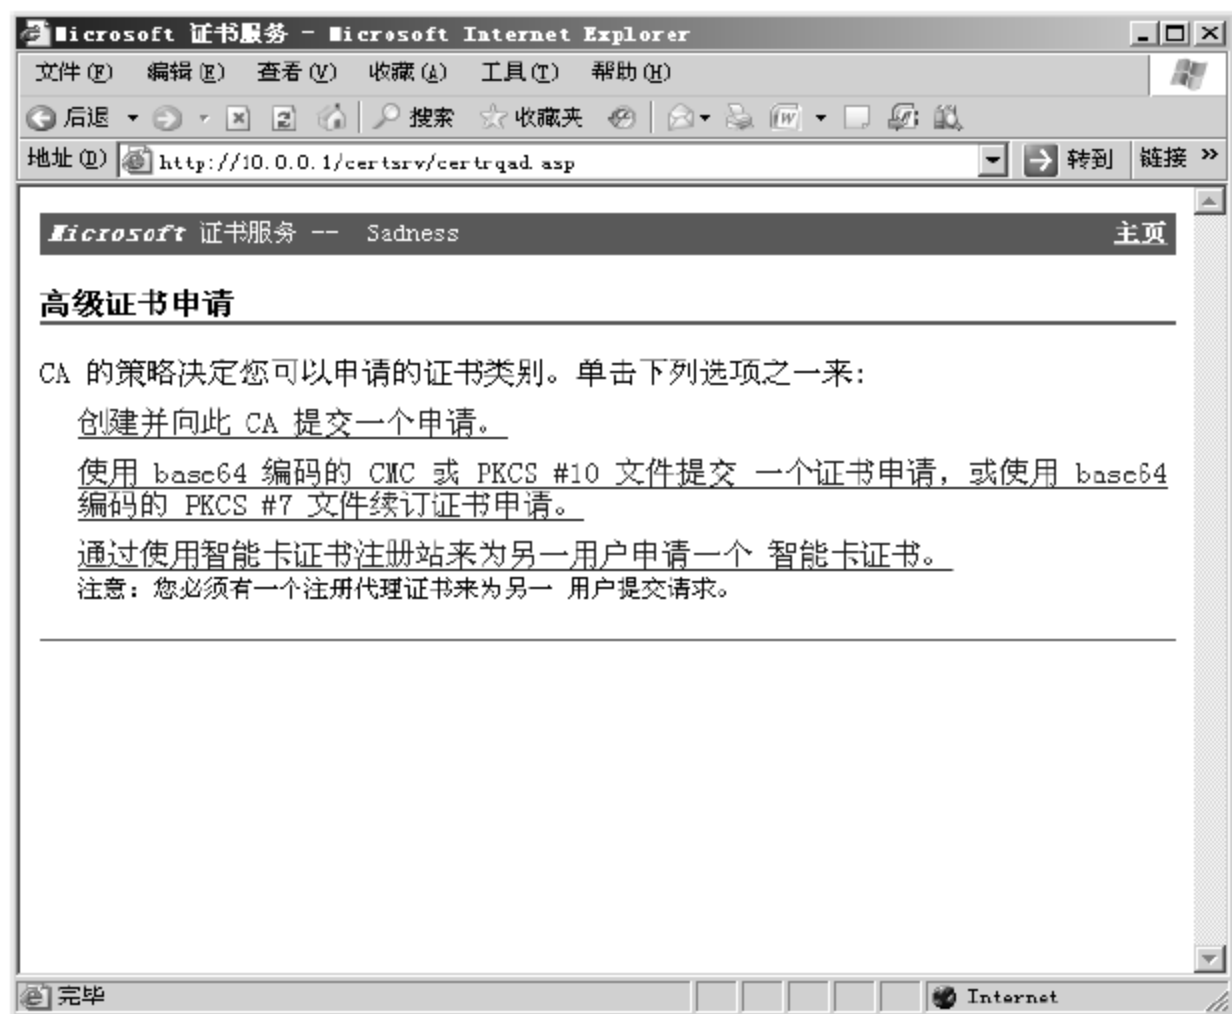 Microsoft 证书服务 - Microsoft Internet Explorer
文件(F) 编辑(E) 查看(V) 收藏(A) 工具(T) 帮助(H)
后退 搜索 收藏夹
地址(D) http://10.0.0.1/certsrv/certrqad.asp 转到 链接 »
Microsoft 证书服务 -- Sadness 主页
高级证书申请
CA 的策略决定您可以申请的证书类别。单击下列选项之一来:
创建并向此 CA 提交一个申请。
使用 base64 编码的 CMC 或 PKCS #10 文件提交 一个证书申请，或使用 base64
编码的 PKCS #7 文件续订证书申请。
通过使用智能卡证书注册站来为另一用户申请一个 智能卡证书。
注意: 您必须有一个注册代理证书来为另一 用户提交请求。
完毕 Internet